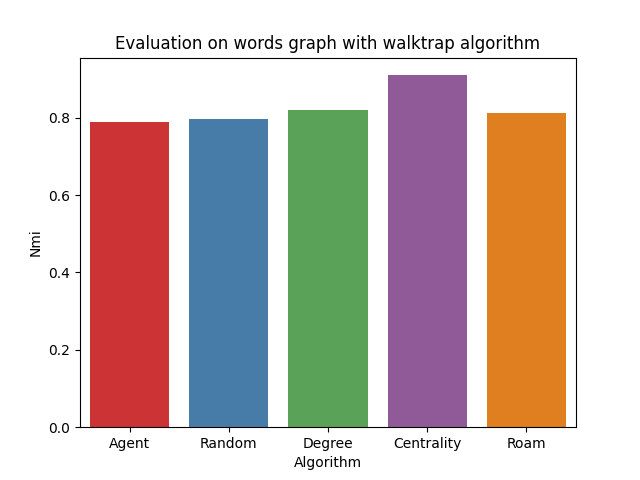 Evaluation on words graph with walktrap algorithm
0.8
0.6
0.4
0.2
0.0
Nmi
Agent Random Degree Centrality Roam
Algorithm